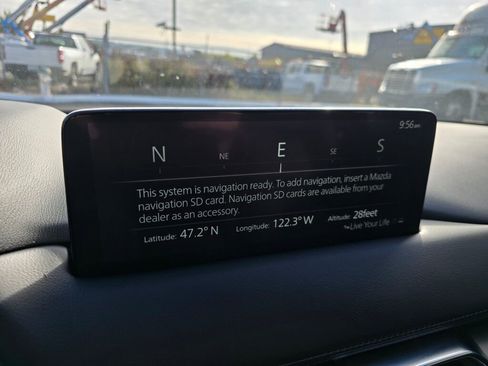 9:56am
N NE E SE S
This system is navigation ready. To add navigation, insert a Mazda
navigation SD card. Navigation SD cards are available from your
dealer as an accessory.
Latitude: 47.2° N Longitude: 122.3° W Altitude: 28feet
Live Your Life